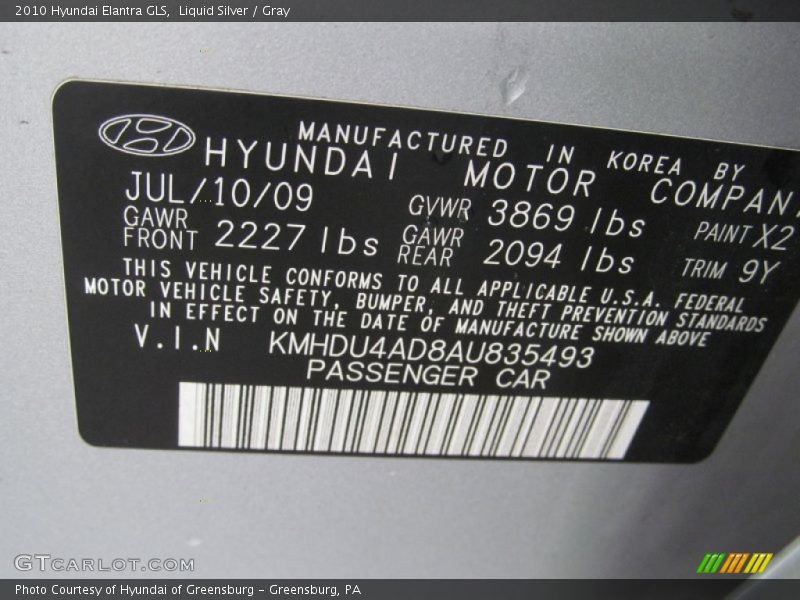 2010 Hyundai Elantra GLS,  Liquid Silver / Gray
MANUFACTURED IN KOREA BY
HYUNDAI MOTOR COMPAN
JUL/10/09 GVWR 3869 lbs PAINT X2
GAWR FRONT 2227 lbs GAWR REAR 2094 lbs TRIM 9Y
THIS VEHICLE CONFORMS TO ALL APPLICABLE U.S.A. FEDERAL
MOTOR VEHICLE SAFETY, BUMPER, AND THEFT PREVENTION STANDARDS
IN EFFECT ON THE DATE OF MANUFACTURE SHOWN ABOVE
V.I.N KMHDU4AD8AU835493
PASSENGER CAR
GTCARLOT.COM
Photo Courtesy of Hyundai of Greensburg - Greensburg, PA